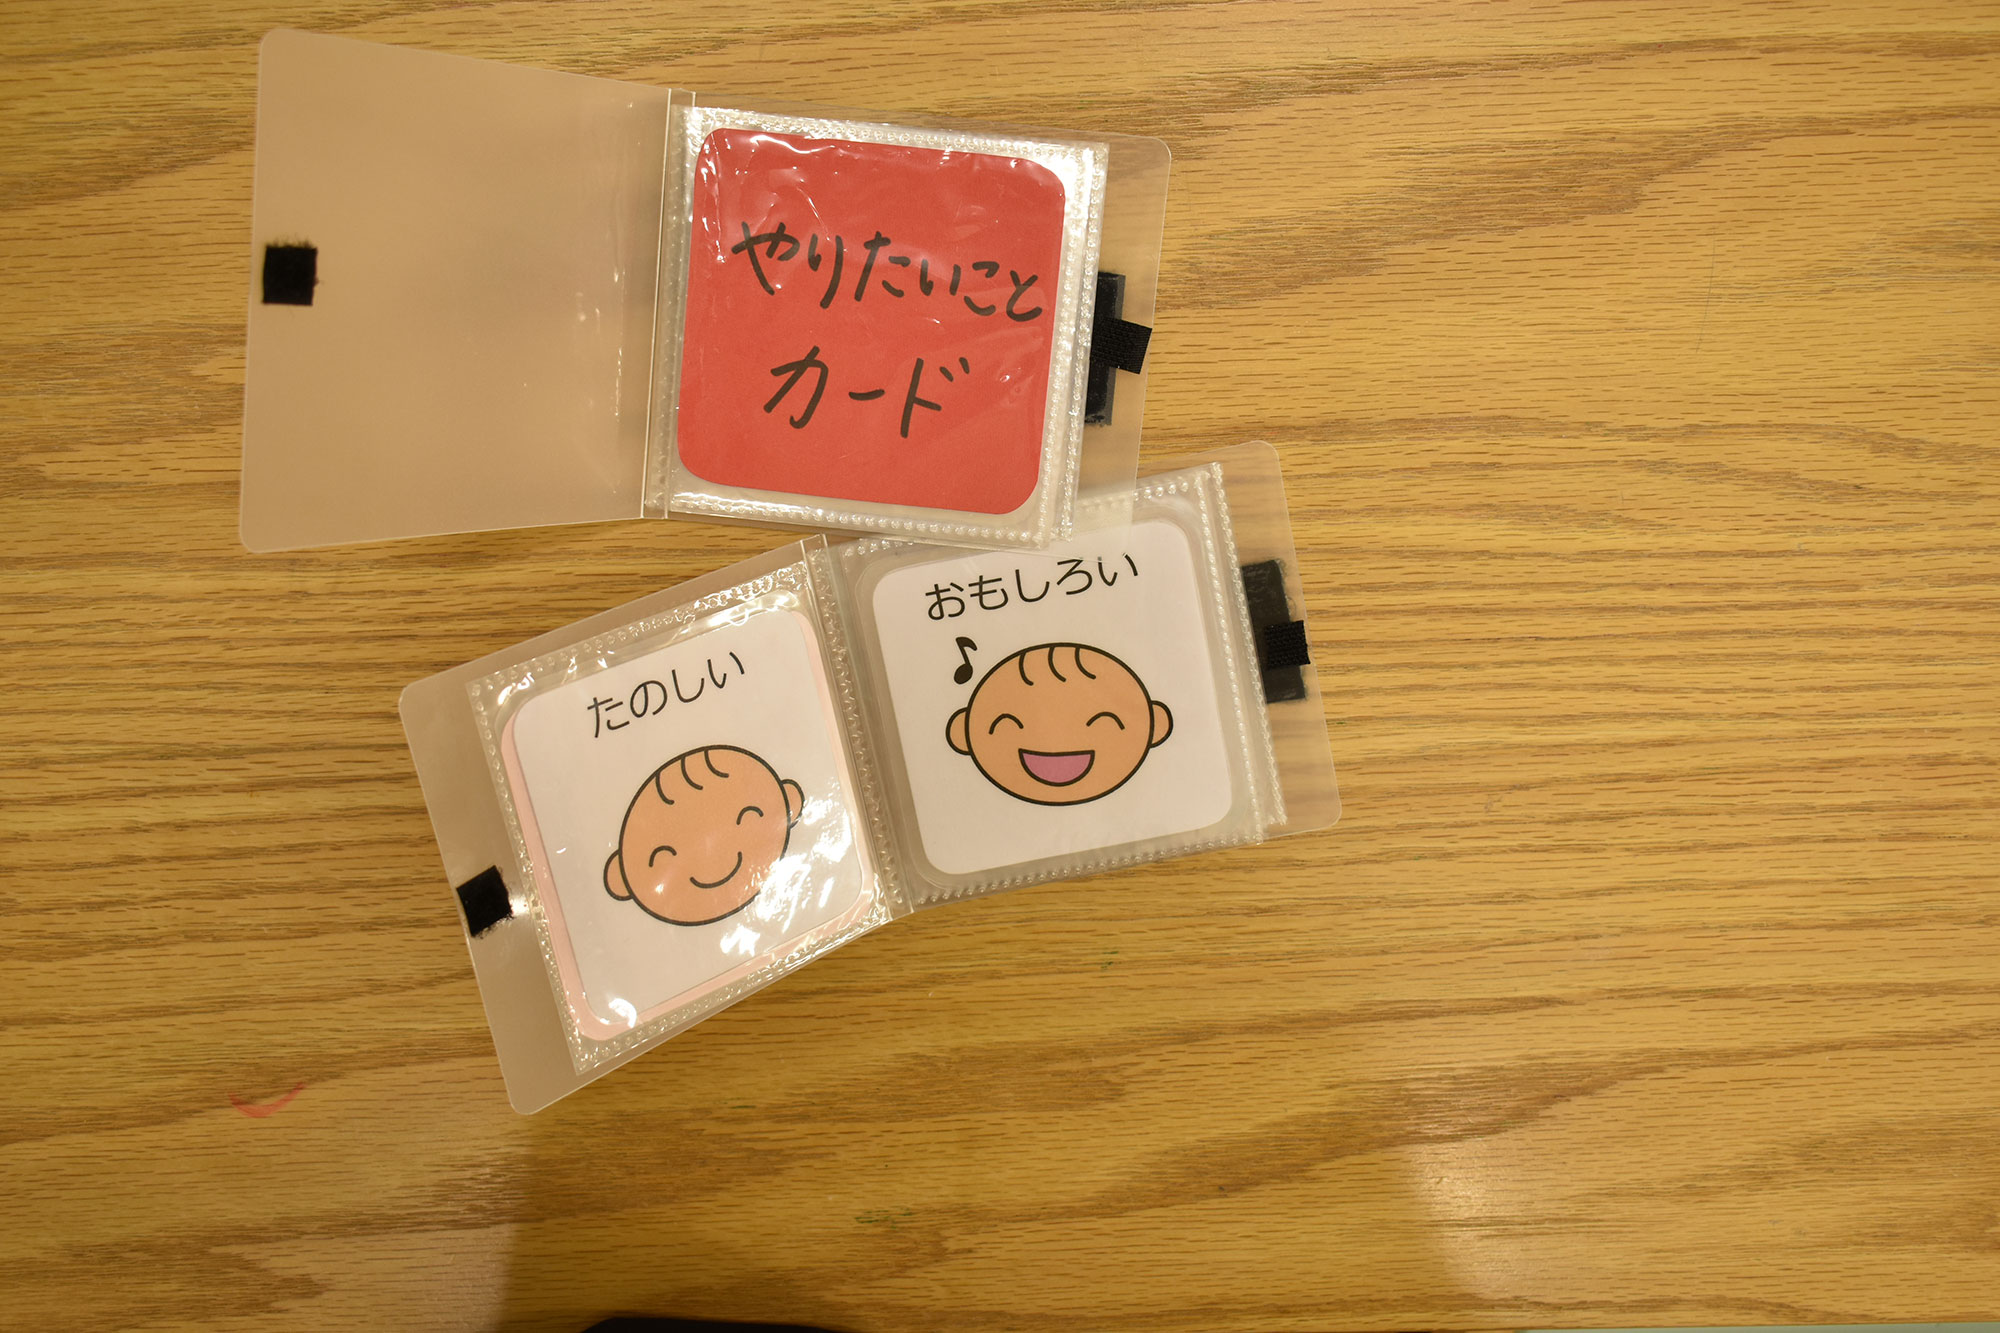 やりたいこと
カード
おもしろい
たのしい